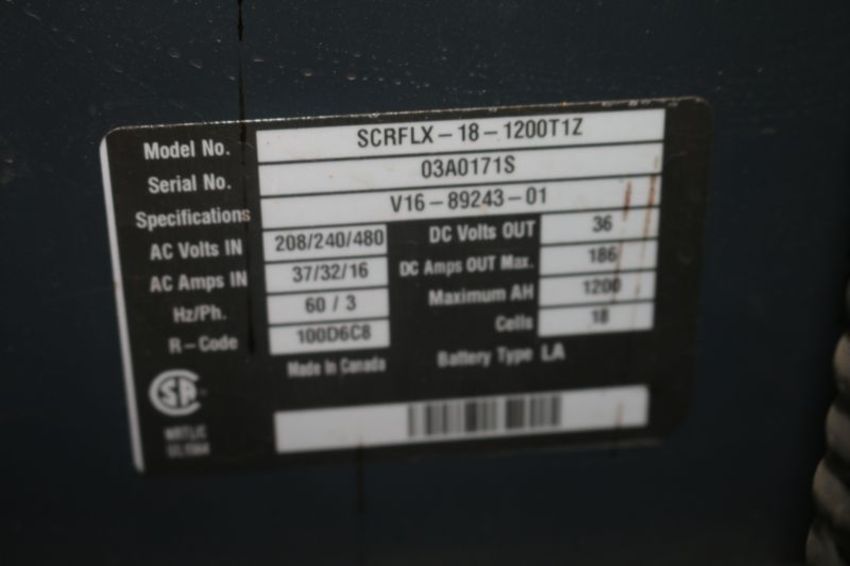 Model No. SCRFLX-18-1200T1Z
Serial No. 03A0171S
Specifications V16-89243-01
AC Volts IN 208/240/480 DC Volts OUT 36
AC Amps IN 37/32/16 DC Amps OUT Max. 186
Hz/Ph. 60 / 3 Maximum AH 1200
R-Code 100D6C8 Cells 18
Made In Canada Battery Type LA
NRTL/C